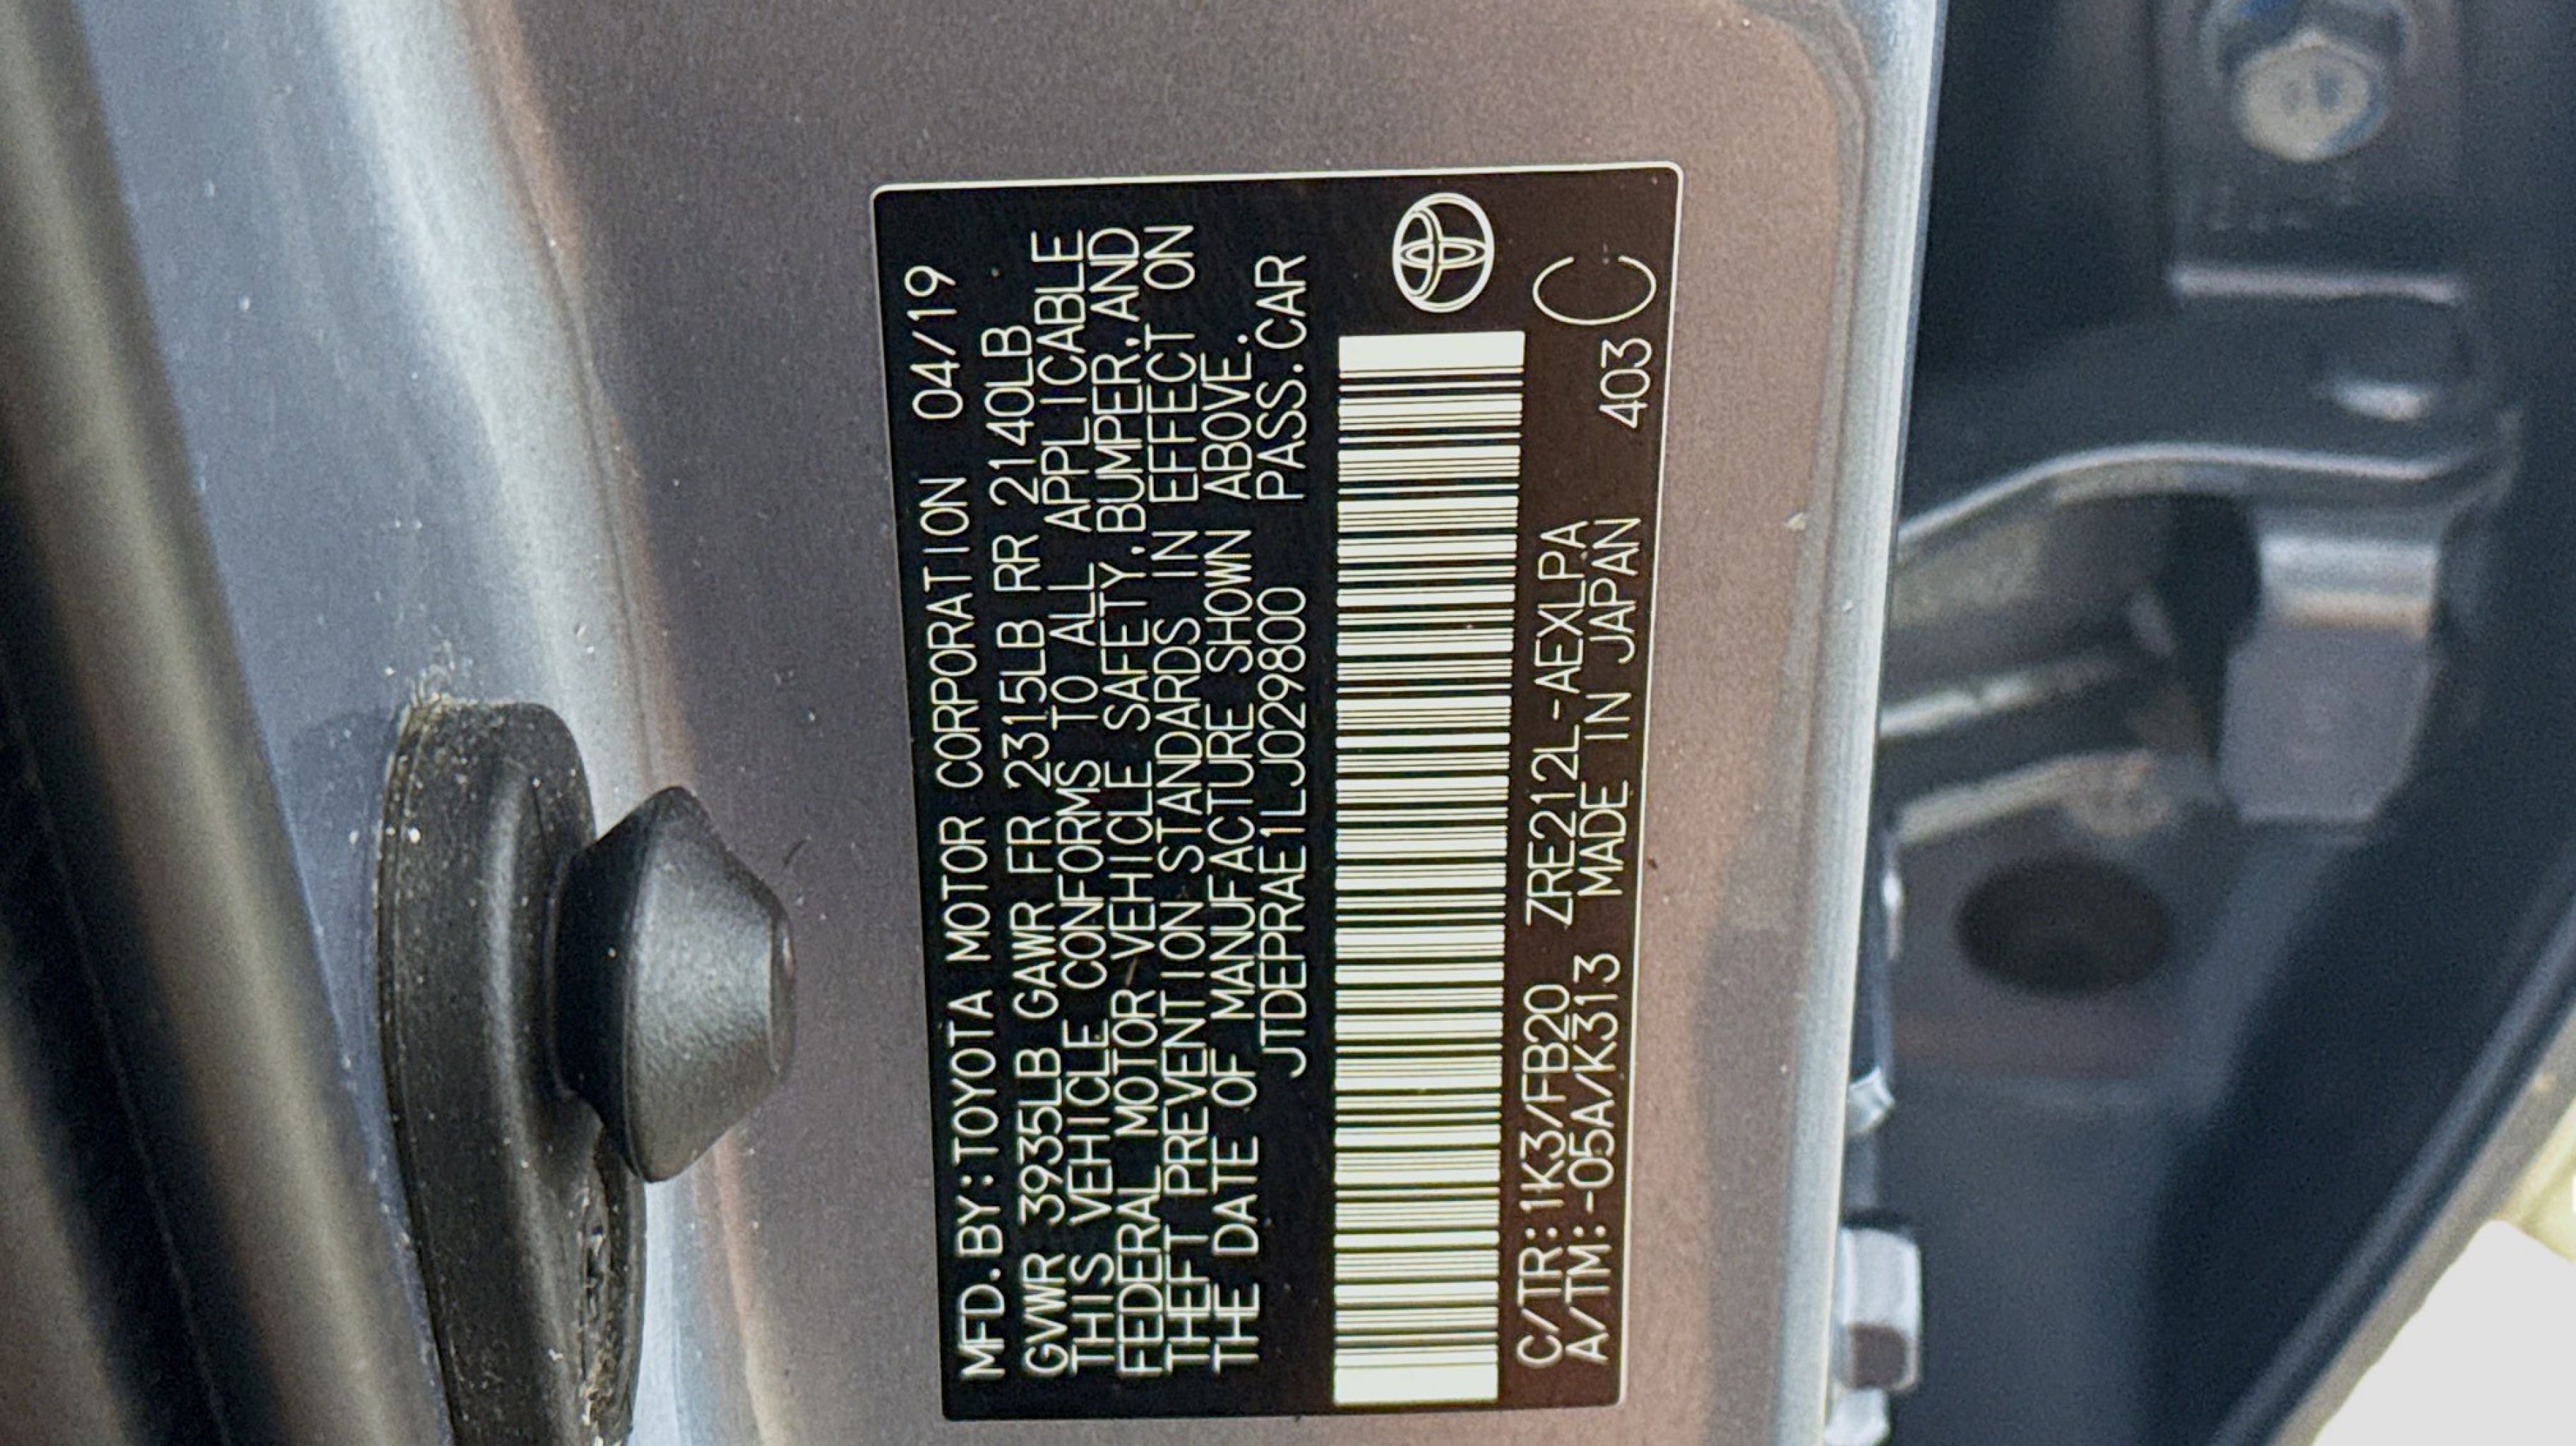 MFD.BY:TOYOTA MOTOR CORPORATION 04/19
GVWR 3935LB GAWR FR 2315LB RR 2140LB
THIS VEHICLE CONFORMS TO ALL APPLICABLE
FEDERAL MOTOR VEHICLE SAFETY,BUMPER,AND
THEFT PREVENTION STANDARDS IN EFFECT ON
THE DATE OF MANUFACTURE SHOWN ABOVE.
JTDEPRAE1LJ029800 PASS.CAR
C/TR:1K3/FB20 ZRE212L-AEXLPA
A/TM:-05A/K313 MADE IN JAPAN 403 C